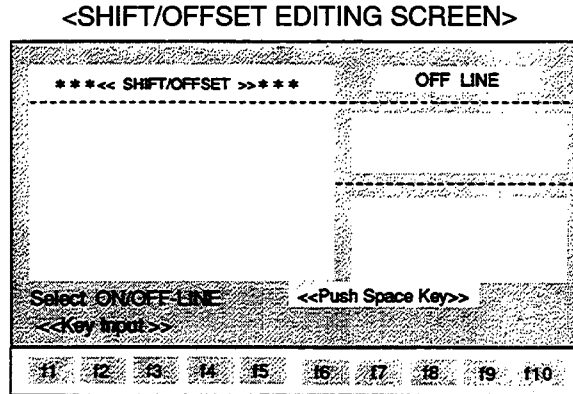 <SHIFT/OFFSET EDITING SCREEN>
***<< SHIFT/OFFSET >>*** OFF LINE
Select ON/OFF-LINE <<Push Space Key>>
<<Key Input>>
f1 f2 f3 f4 f5 f6 f7 f8 f9 f10